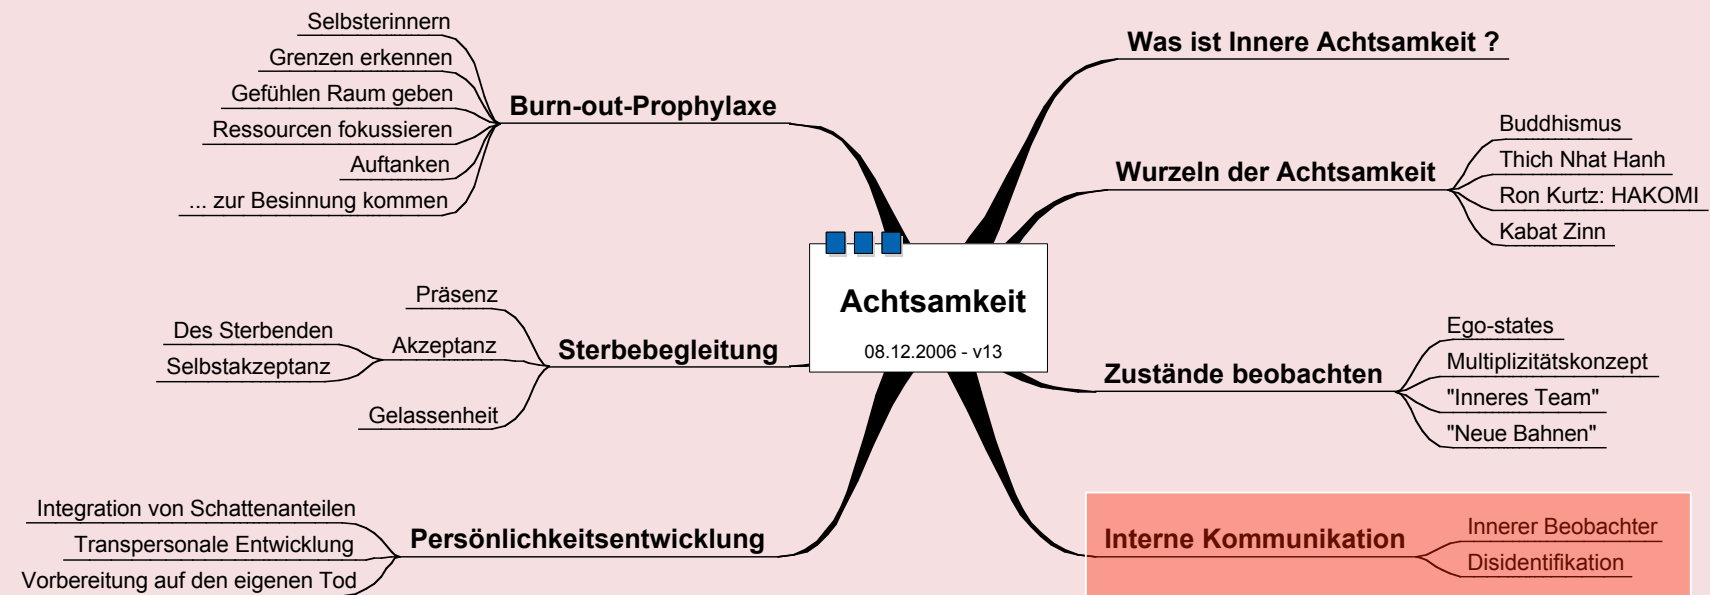 Achtsamkeit
08.12.2006 - v13
Was ist Innere Achtsamkeit ?
Wurzeln der Achtsamkeit
Buddhismus
Thich Nhat Hanh
Ron Kurtz: HAKOMI
Kabat Zinn
Zustände beobachten
Ego-states
Multiplizitätskonzept
"Inneres Team"
"Neue Bahnen"
Interne Kommunikation
Innerer Beobachter
Disidentifikation
Burn-out-Prophylaxe
Selbsterinnern
Grenzen erkennen
Gefühlen Raum geben
Ressourcen fokussieren
Auftanken
... zur Besinnung kommen
Sterbebegleitung
Präsenz
Akzeptanz
Des Sterbenden
Selbstakzeptanz
Gelassenheit
Persönlichkeitsentwicklung
Integration von Schattenanteilen
Transpersonale Entwicklung
Vorbereitung auf den eigenen Tod